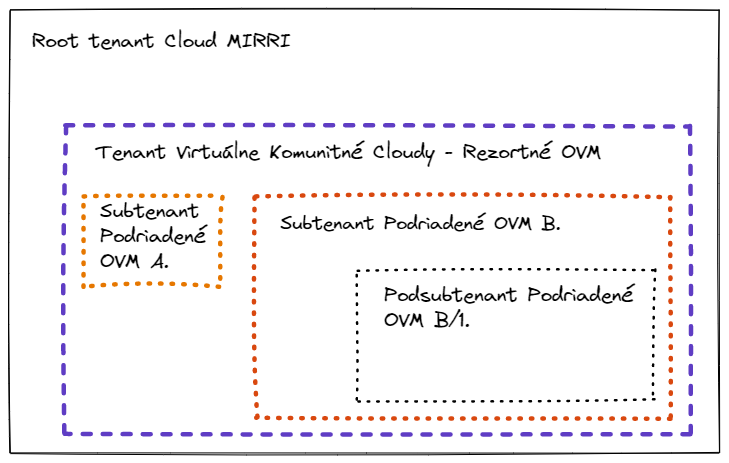 Root tenant Cloud MIRRI
Tenant Virtuálne Komunitné Cloudy - Rezortné OVM
Subtenant
Podriadené
OVM A.
Subtenant Podriadené OVM B.
Podsubtenant Podriadené
OVM B/1.